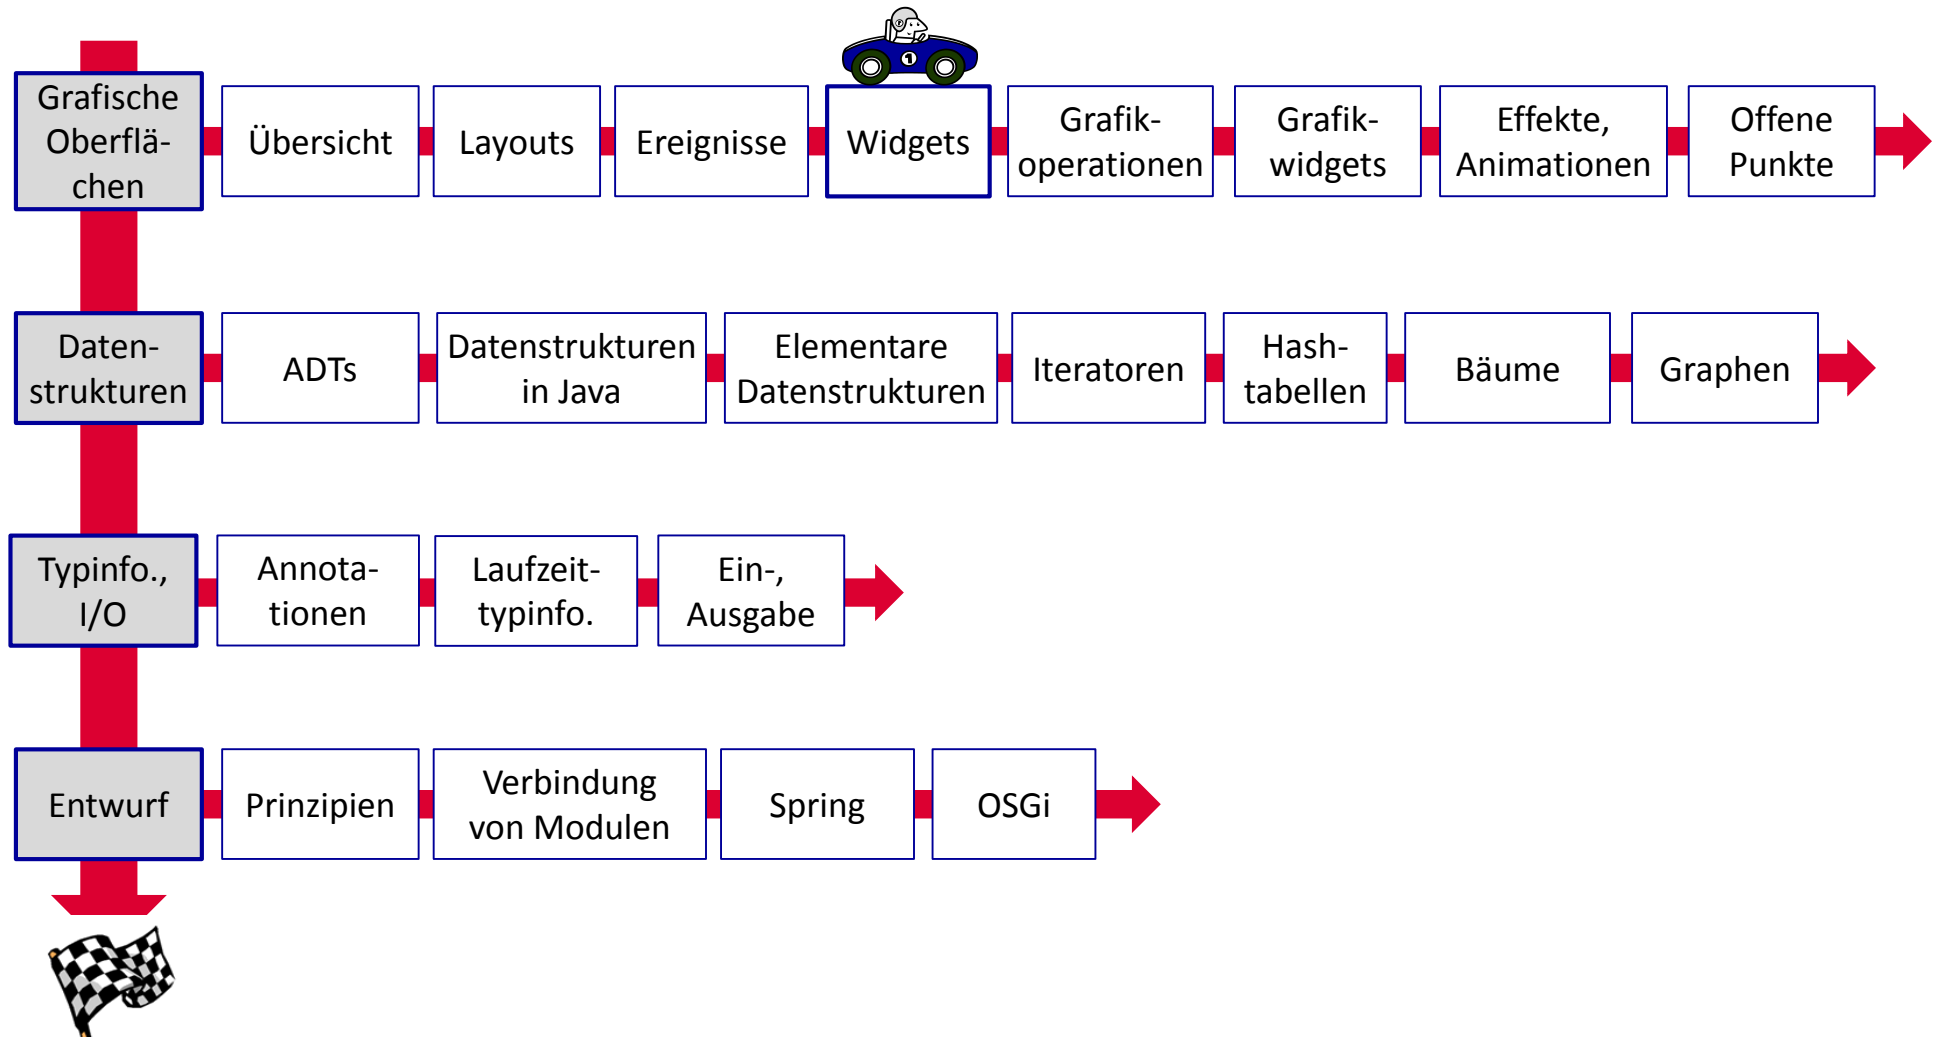 Grafische
Oberflä-
chen
Übersicht
Layouts
Ereignisse
1
Widgets
Grafik-
operationen
Grafik-
widgets
Effekte,
Animationen
Offene
Punkte
Daten-
strukturen
ADTs
Datenstrukturen
in Java
Elementare
Datenstrukturen
Iteratoren
Hash-
tabellen
Bäume
Graphen
Typinfo.,
I/O
Annota-
tionen
Laufzeit-
typinfo.
Ein-,
Ausgabe
Entwurf
Prinzipien
Verbindung
von Modulen
Spring
OSGi